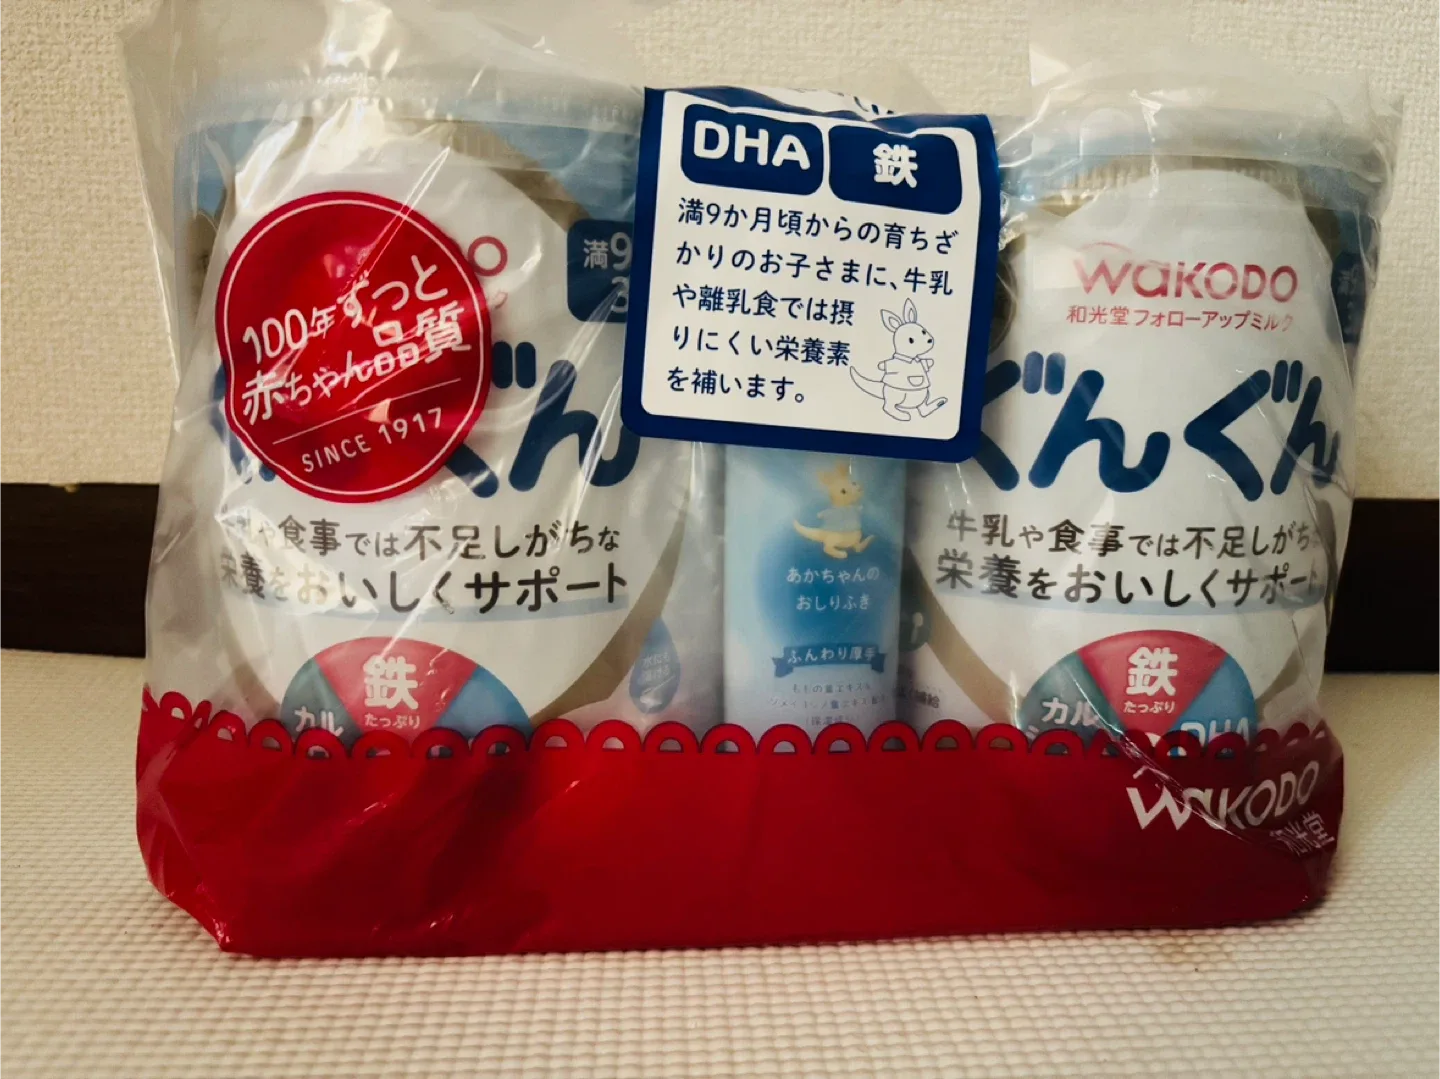 100年ずっと
赤ちゃん品質
SINCE 1917
満9
ぐん
牛乳や食事では不足しがちな
栄養をおいしくサポート
鉄
たっぷり
カル
DHA
鉄
満9か月頃からの育ちざ
かりのお子さまに、牛乳
や離乳食では摂
りにくい栄養素
を補います。
あかちゃんの
おしりふき
ふんわり厚手
wakodo
和光堂フォローアップミルク
ぐんぐん
牛乳や食事では不足しがちな
栄養をおいしくサポート
鉄
たっぷり
カル
DHA
wakodo
和光堂